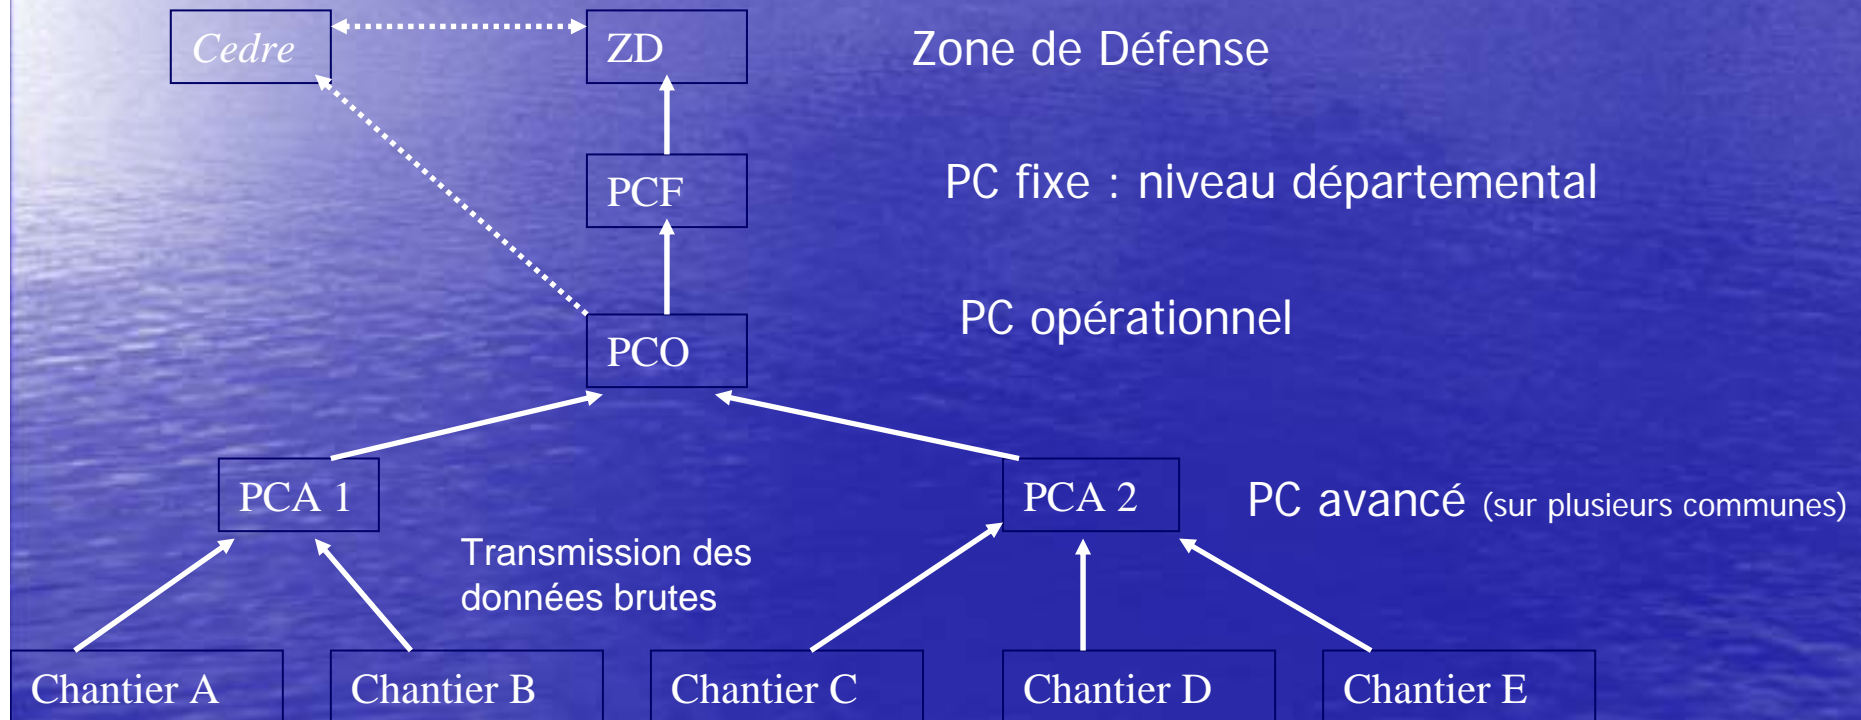 Cedre
ZD
Zone de Défense
PCF
PC fixe : niveau départemental
PCO
PC opérationnel
PCA 1
PCA 2
PC avancé (sur plusieurs communes)
Transmission des
données brutes
Chantier A
Chantier B
Chantier C
Chantier D
Chantier E